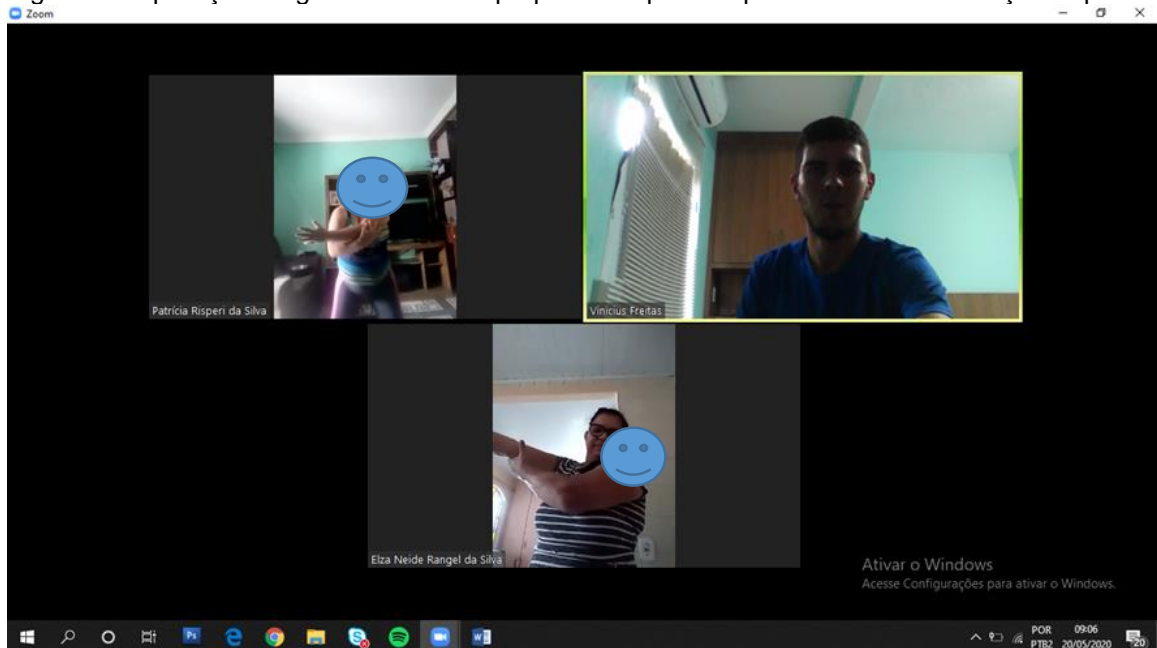 Zoom
Patrícia Risperi da Silva
Vinicius Freitas
Elza Neide Rangel da Silva
Ativar o Windows
Acesse Configurações para ativar o Windows.
Ps
POR
09:06
PTB2
20/05/2020
20